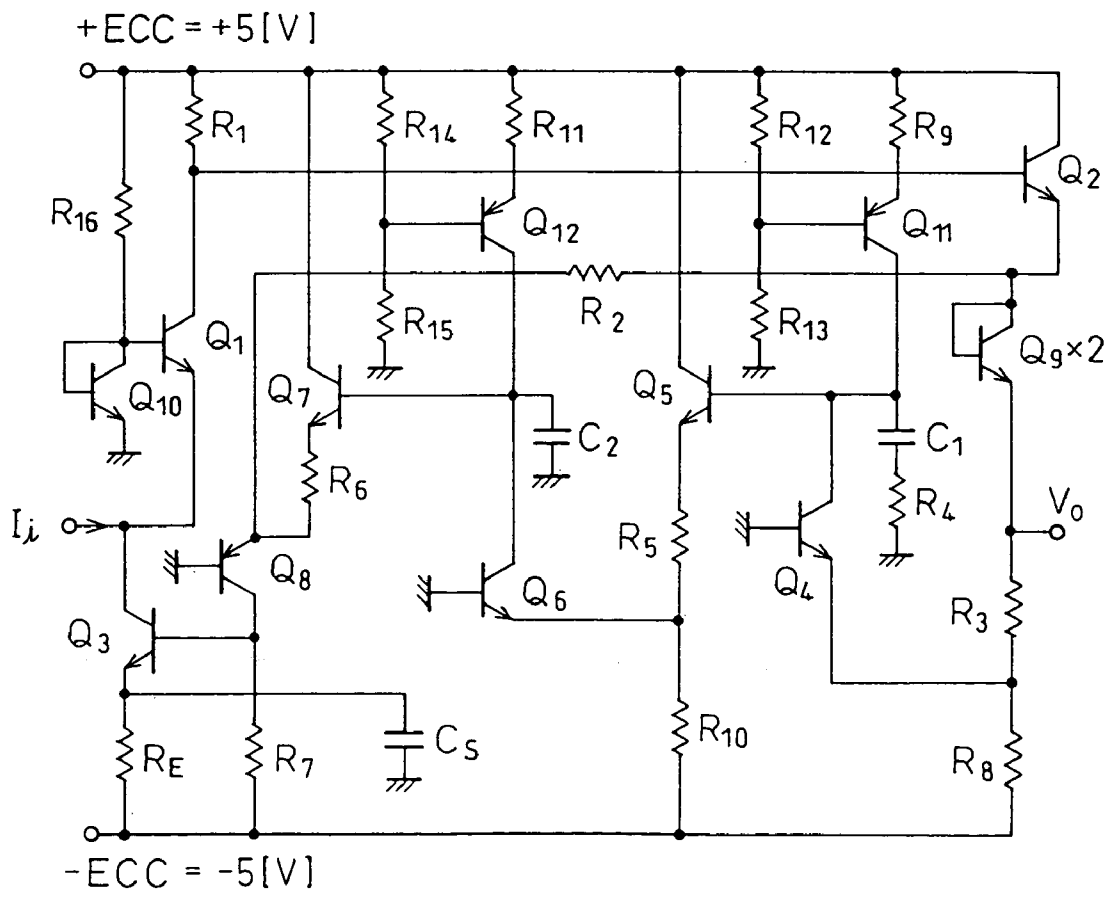 +ECC = +5[V]
R1
R14
R11
R12
R9
Q2
R16
Q12
Q11
R2
R15
R13
Q1
Q9×2
Q10
Q7
Q5
C2
C1
R6
R4
Ii
Vo
R5
Q8
Q6
Q4
R3
Q3
RE
R7
CS
R10
R8
-ECC = -5[V]